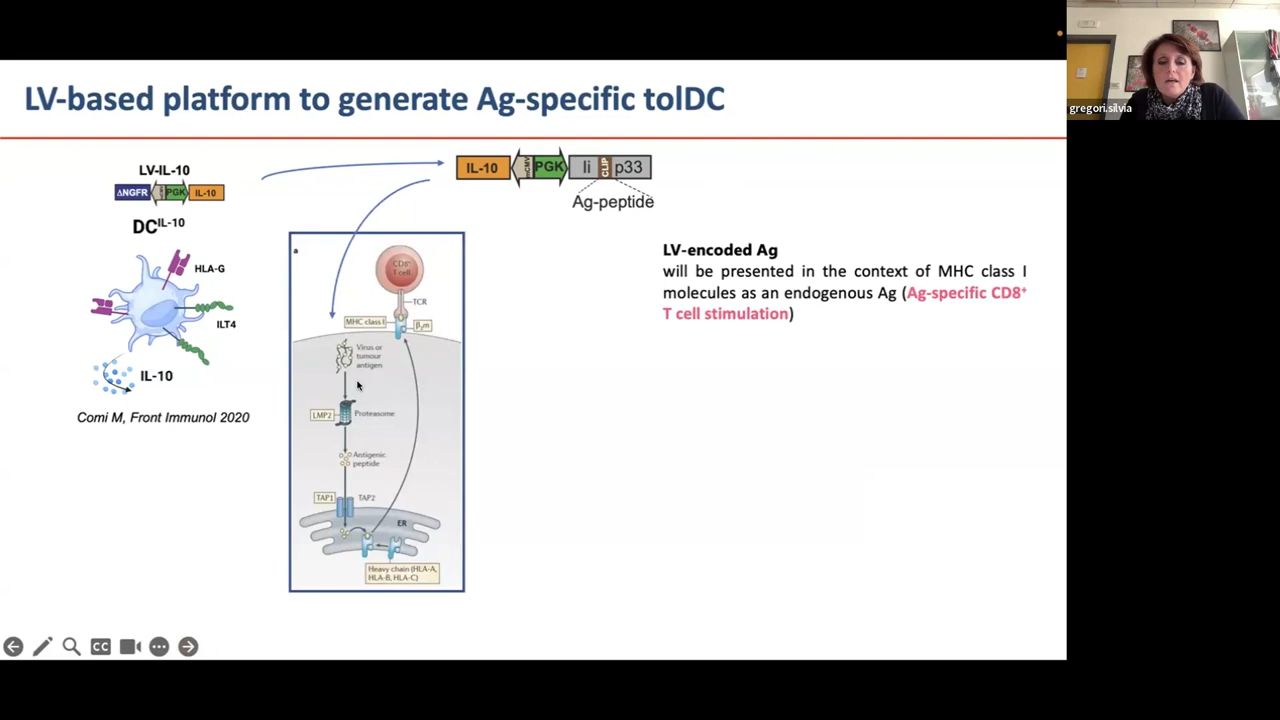 gregori.silvia
LV-based platform to generate Ag-specific tolDC
LV-IL-10
ΔNGFR PGK IL-10
DCIL-10
HLA-G
ILT4
IL-10
Comi M, Front Immunol 2020
IL-10 mCMV PGK Ii CLIP p33
Ag-peptide
a
CD8+
T cell
TCR
MHC class I
β2m
Virus or
tumour
antigen
LMP2
Proteasome
Antigenic
peptide
TAP1
TAP2
ER
Heavy chain (HLA-A,
HLA-B, HLA-C)
LV-encoded Ag
will be presented in the context of MHC class I
molecules as an endogenous Ag (Ag-specific CD8+
T cell stimulation)
CC